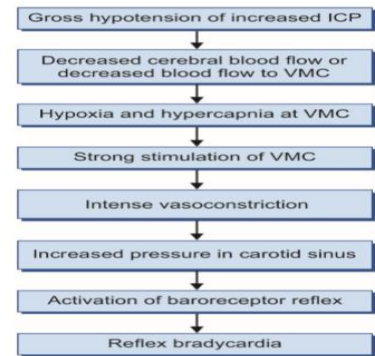 Gross hypotension of increased ICP
Decreased cerebral blood flow or
decreased blood flow to VMC
Hypoxia and hypercapnia at VMC
Strong stimulation of VMC
Intense vasoconstriction
Increased pressure in carotid sinus
Activation of baroreceptor reflex
Reflex bradycardia